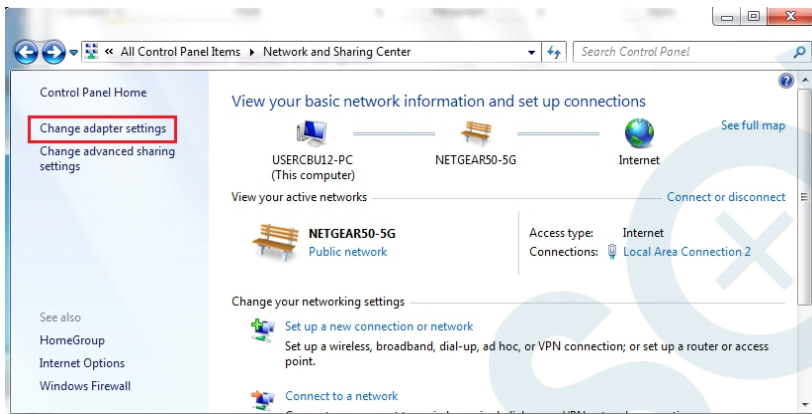 « All Control Panel Items ▸ Network and Sharing Center
Search Control Panel
Control Panel Home
Change adapter settings
Change advanced sharing
settings
See also
HomeGroup
Internet Options
Windows Firewall
View your basic network information and set up connections
See full map
USERCBU12-PC
(This computer)
NETGEAR50-5G
Internet
View your active networks
Connect or disconnect
NETGEAR50-5G
Public network
Access type: Internet
Connections: Local Area Connection 2
Change your networking settings
Set up a new connection or network
Set up a wireless, broadband, dial-up, ad hoc, or VPN connection; or set up a router or access
point.
Connect to a network